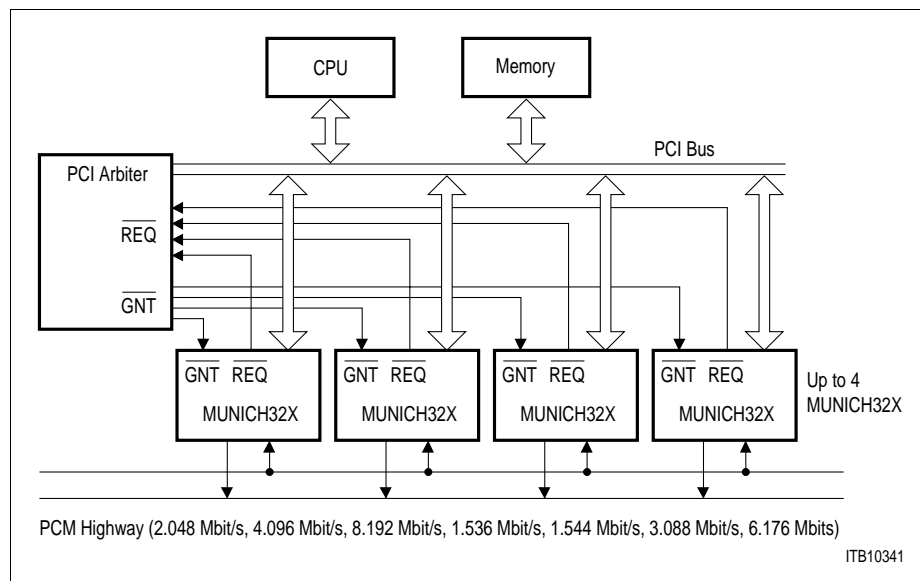 CPU
Memory
PCI Bus
PCI Arbiter
REQ
GNT
GNT REQ
MUNICH32X
GNT REQ
MUNICH32X
GNT REQ
MUNICH32X
GNT REQ
MUNICH32X
Up to 4
MUNICH32X
PCM Highway (2.048 Mbit/s, 4.096 Mbit/s, 8.192 Mbit/s, 1.536 Mbit/s, 1.544 Mbit/s, 3.088 Mbit/s, 6.176 Mbits)
ITB10341